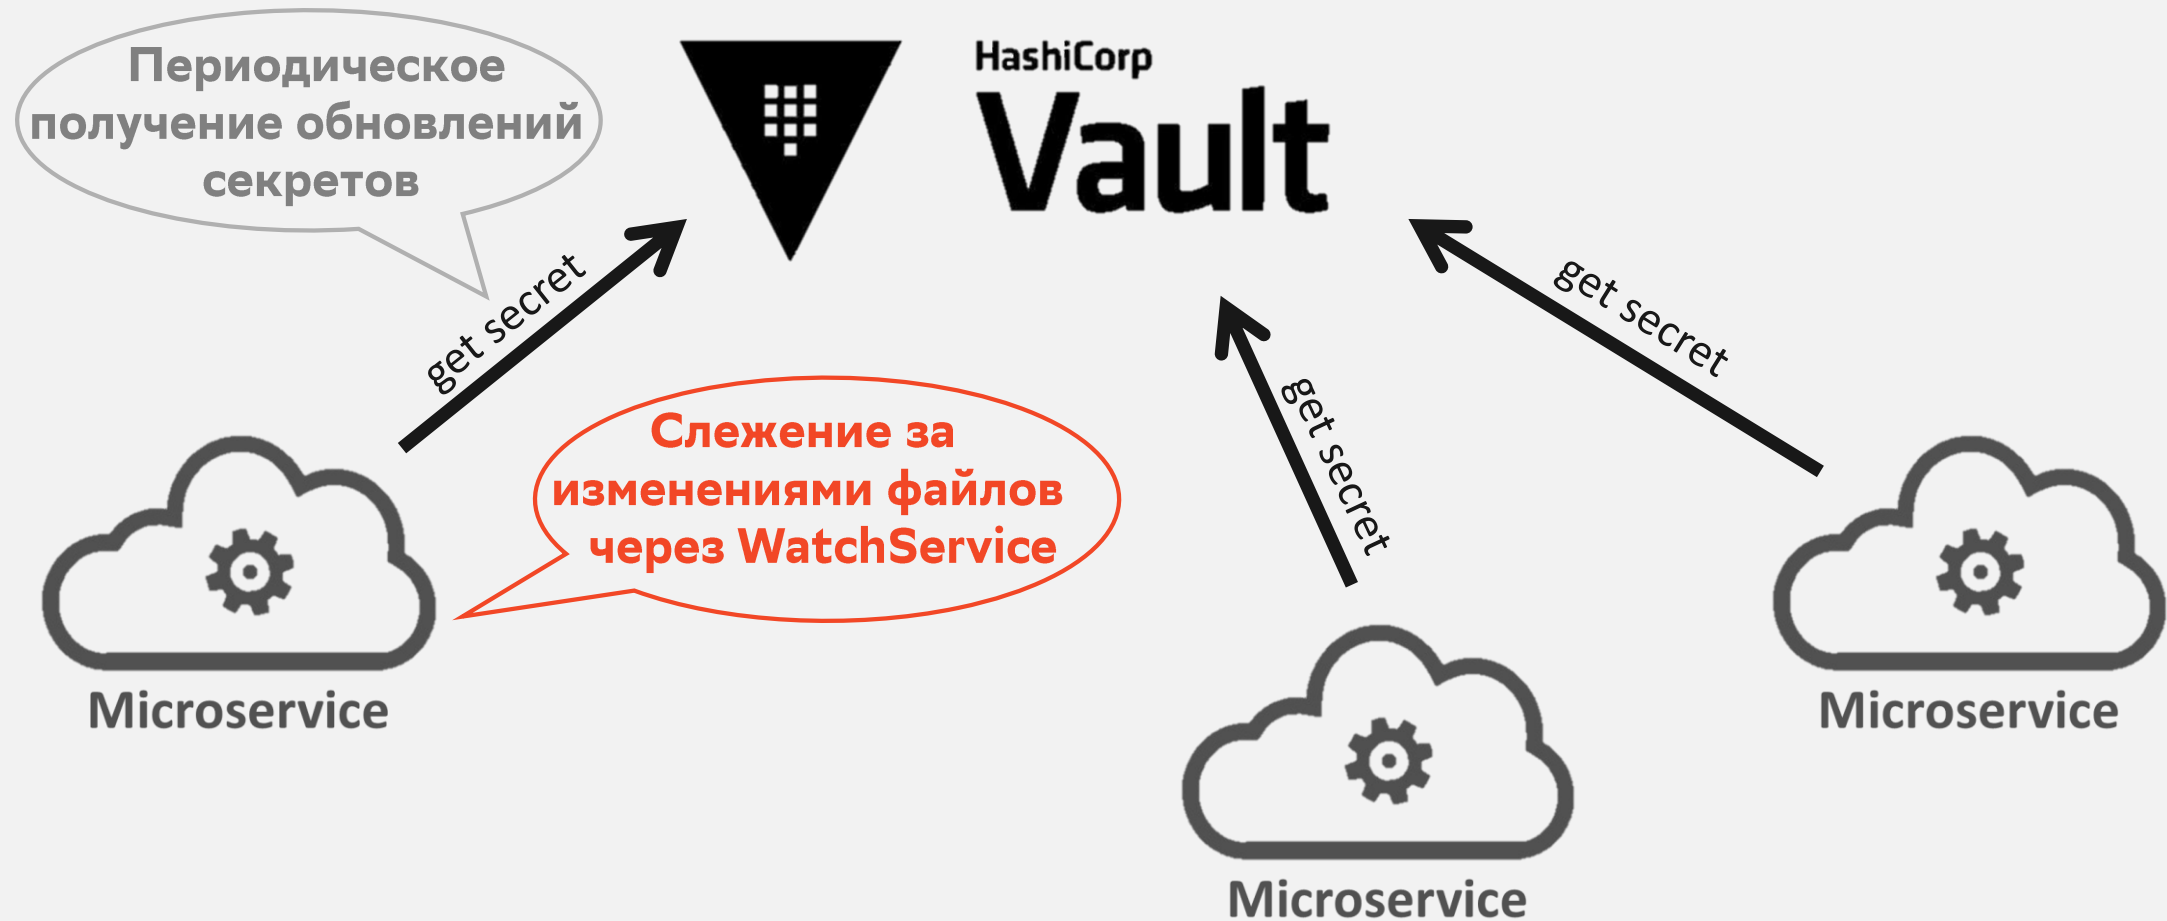 Периодическое
получение обновлений
секретов
HashiCorp
Vault
get secret
get secret
get secret
Слежение за
изменениями файлов
через WatchService
Microservice
Microservice
Microservice